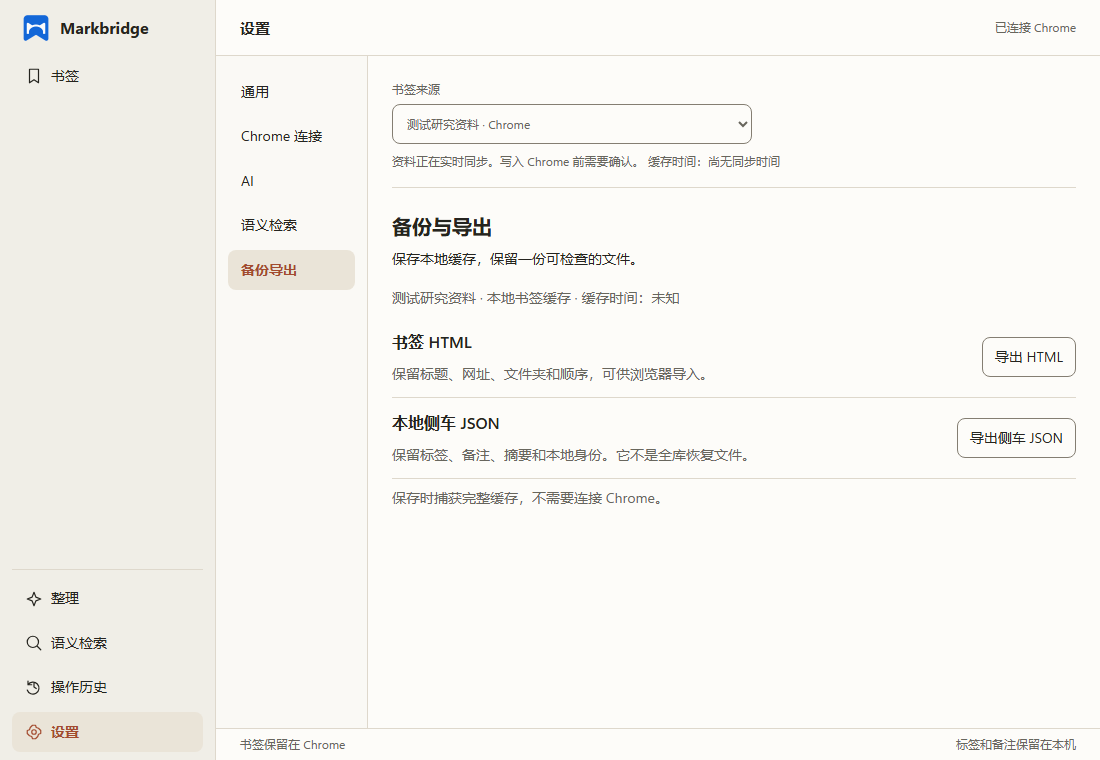 Markbridge
书签
整理
语义检索
操作历史
设置
设置
已连接 Chrome
通用
Chrome 连接
AI
语义检索
备份导出
书签来源
测试研究资料 · Chrome
资料正在实时同步。写入 Chrome 前需要确认。 缓存时间：尚无同步时间
备份与导出
保存本地缓存，保留一份可检查的文件。
测试研究资料 · 本地书签缓存 · 缓存时间：未知
书签 HTML
保留标题、网址、文件夹和顺序，可供浏览器导入。
导出 HTML
本地侧车 JSON
保留标签、备注、摘要和本地身份。它不是全库恢复文件。
导出侧车 JSON
保存时捕获完整缓存，不需要连接 Chrome。
书签保留在 Chrome
标签和备注保留在本机